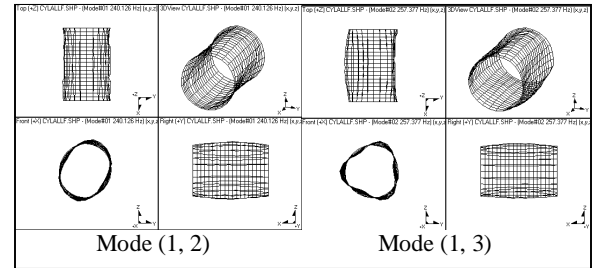 Top [+Z] CYLALLF.SHP - (Mode#01 240.126 Hz) (x,y,z)
3DView CYLALLF.SHP - (Mode#01 240.126 Hz) (x,y,z)
Top [+Z] CYLALLF.SHP - (Mode#02 257.377 Hz) (x,y,z)
3DView CYLALLF.SHP - (Mode#02 257.377 Hz) (x,y,z)
Front [+X] CYLALLF.SHP - (Mode#01 240.126 Hz) (x,y,z)
Right [+Y] CYLALLF.SHP - (Mode#01 240.126 Hz) (x,y,z)
Front [+X] CYLALLF.SHP - (Mode#02 257.377 Hz) (x,y,z)
Right [+Y] CYLALLF.SHP - (Mode#02 257.377 Hz) (x,y,z)
Mode (1, 2)
Mode (1, 3)